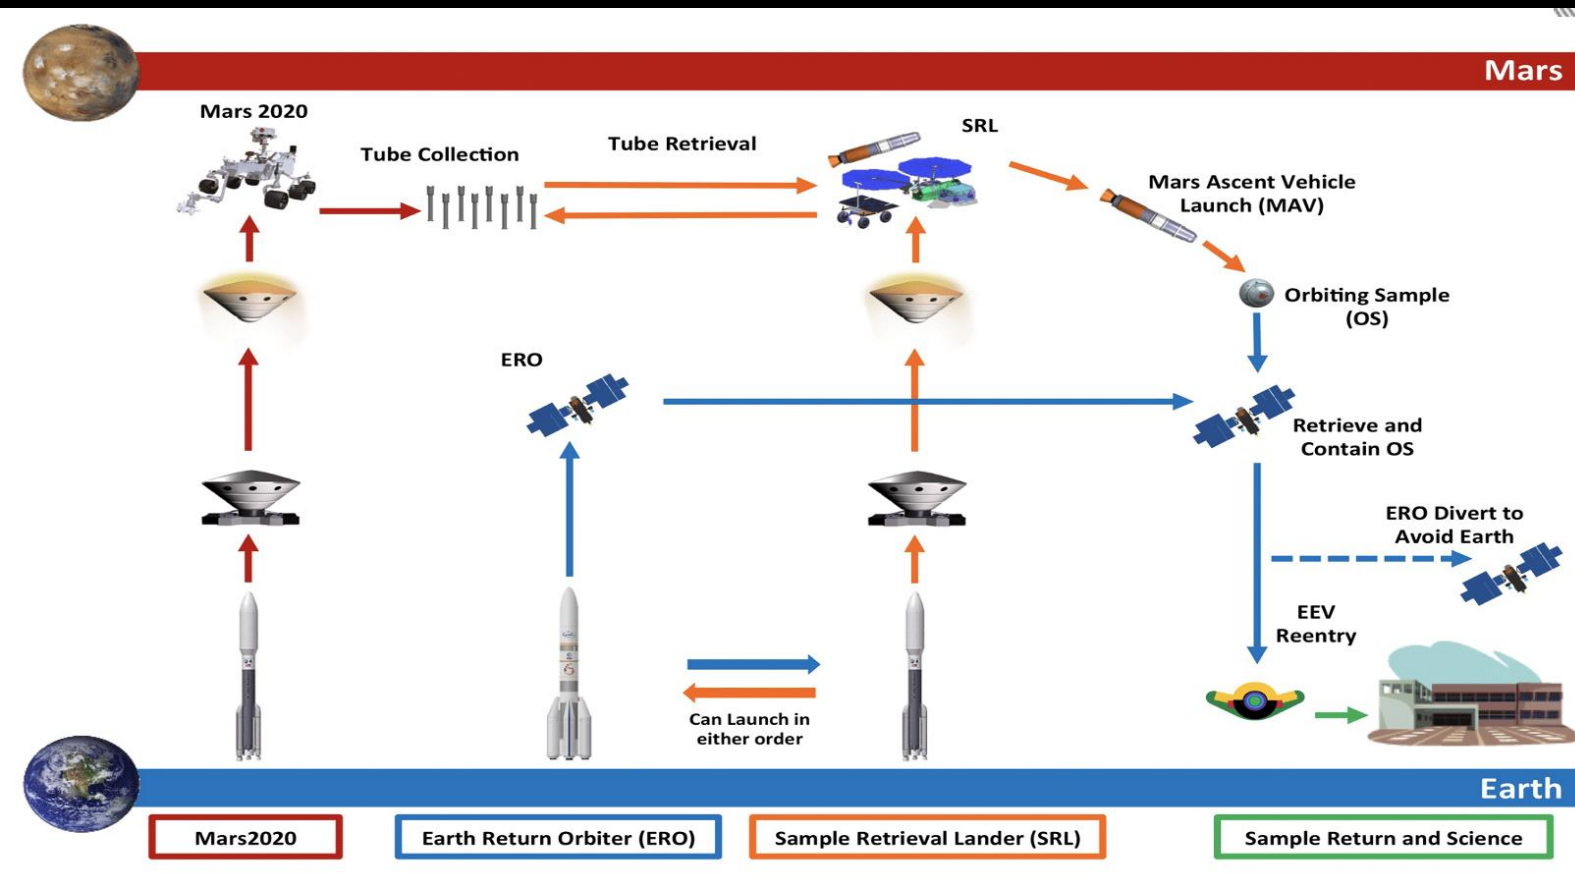 Mars
Mars 2020
Tube Collection
Tube Retrieval
SRL
Mars Ascent Vehicle
Launch (MAV)
Orbiting Sample
(OS)
ERO
Retrieve and
Contain OS
ERO Divert to
Avoid Earth
EEV
Reentry
Can Launch in
either order
Earth
Mars2020
Earth Return Orbiter (ERO)
Sample Retrieval Lander (SRL)
Sample Return and Science